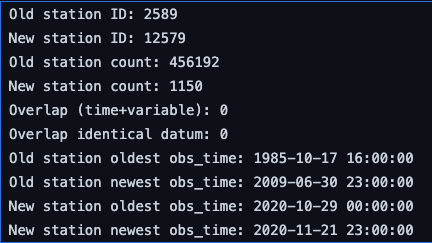 Old station ID: 2589
New station ID: 12579
Old station count: 456192
New station count: 1150
Overlap (time+variable): 0
Overlap identical datum: 0
Old station oldest obs_time: 1985-10-17 16:00:00
Old station newest obs_time: 2009-06-30 23:00:00
New station oldest obs_time: 2020-10-29 00:00:00
New station newest obs_time: 2020-11-21 23:00:00